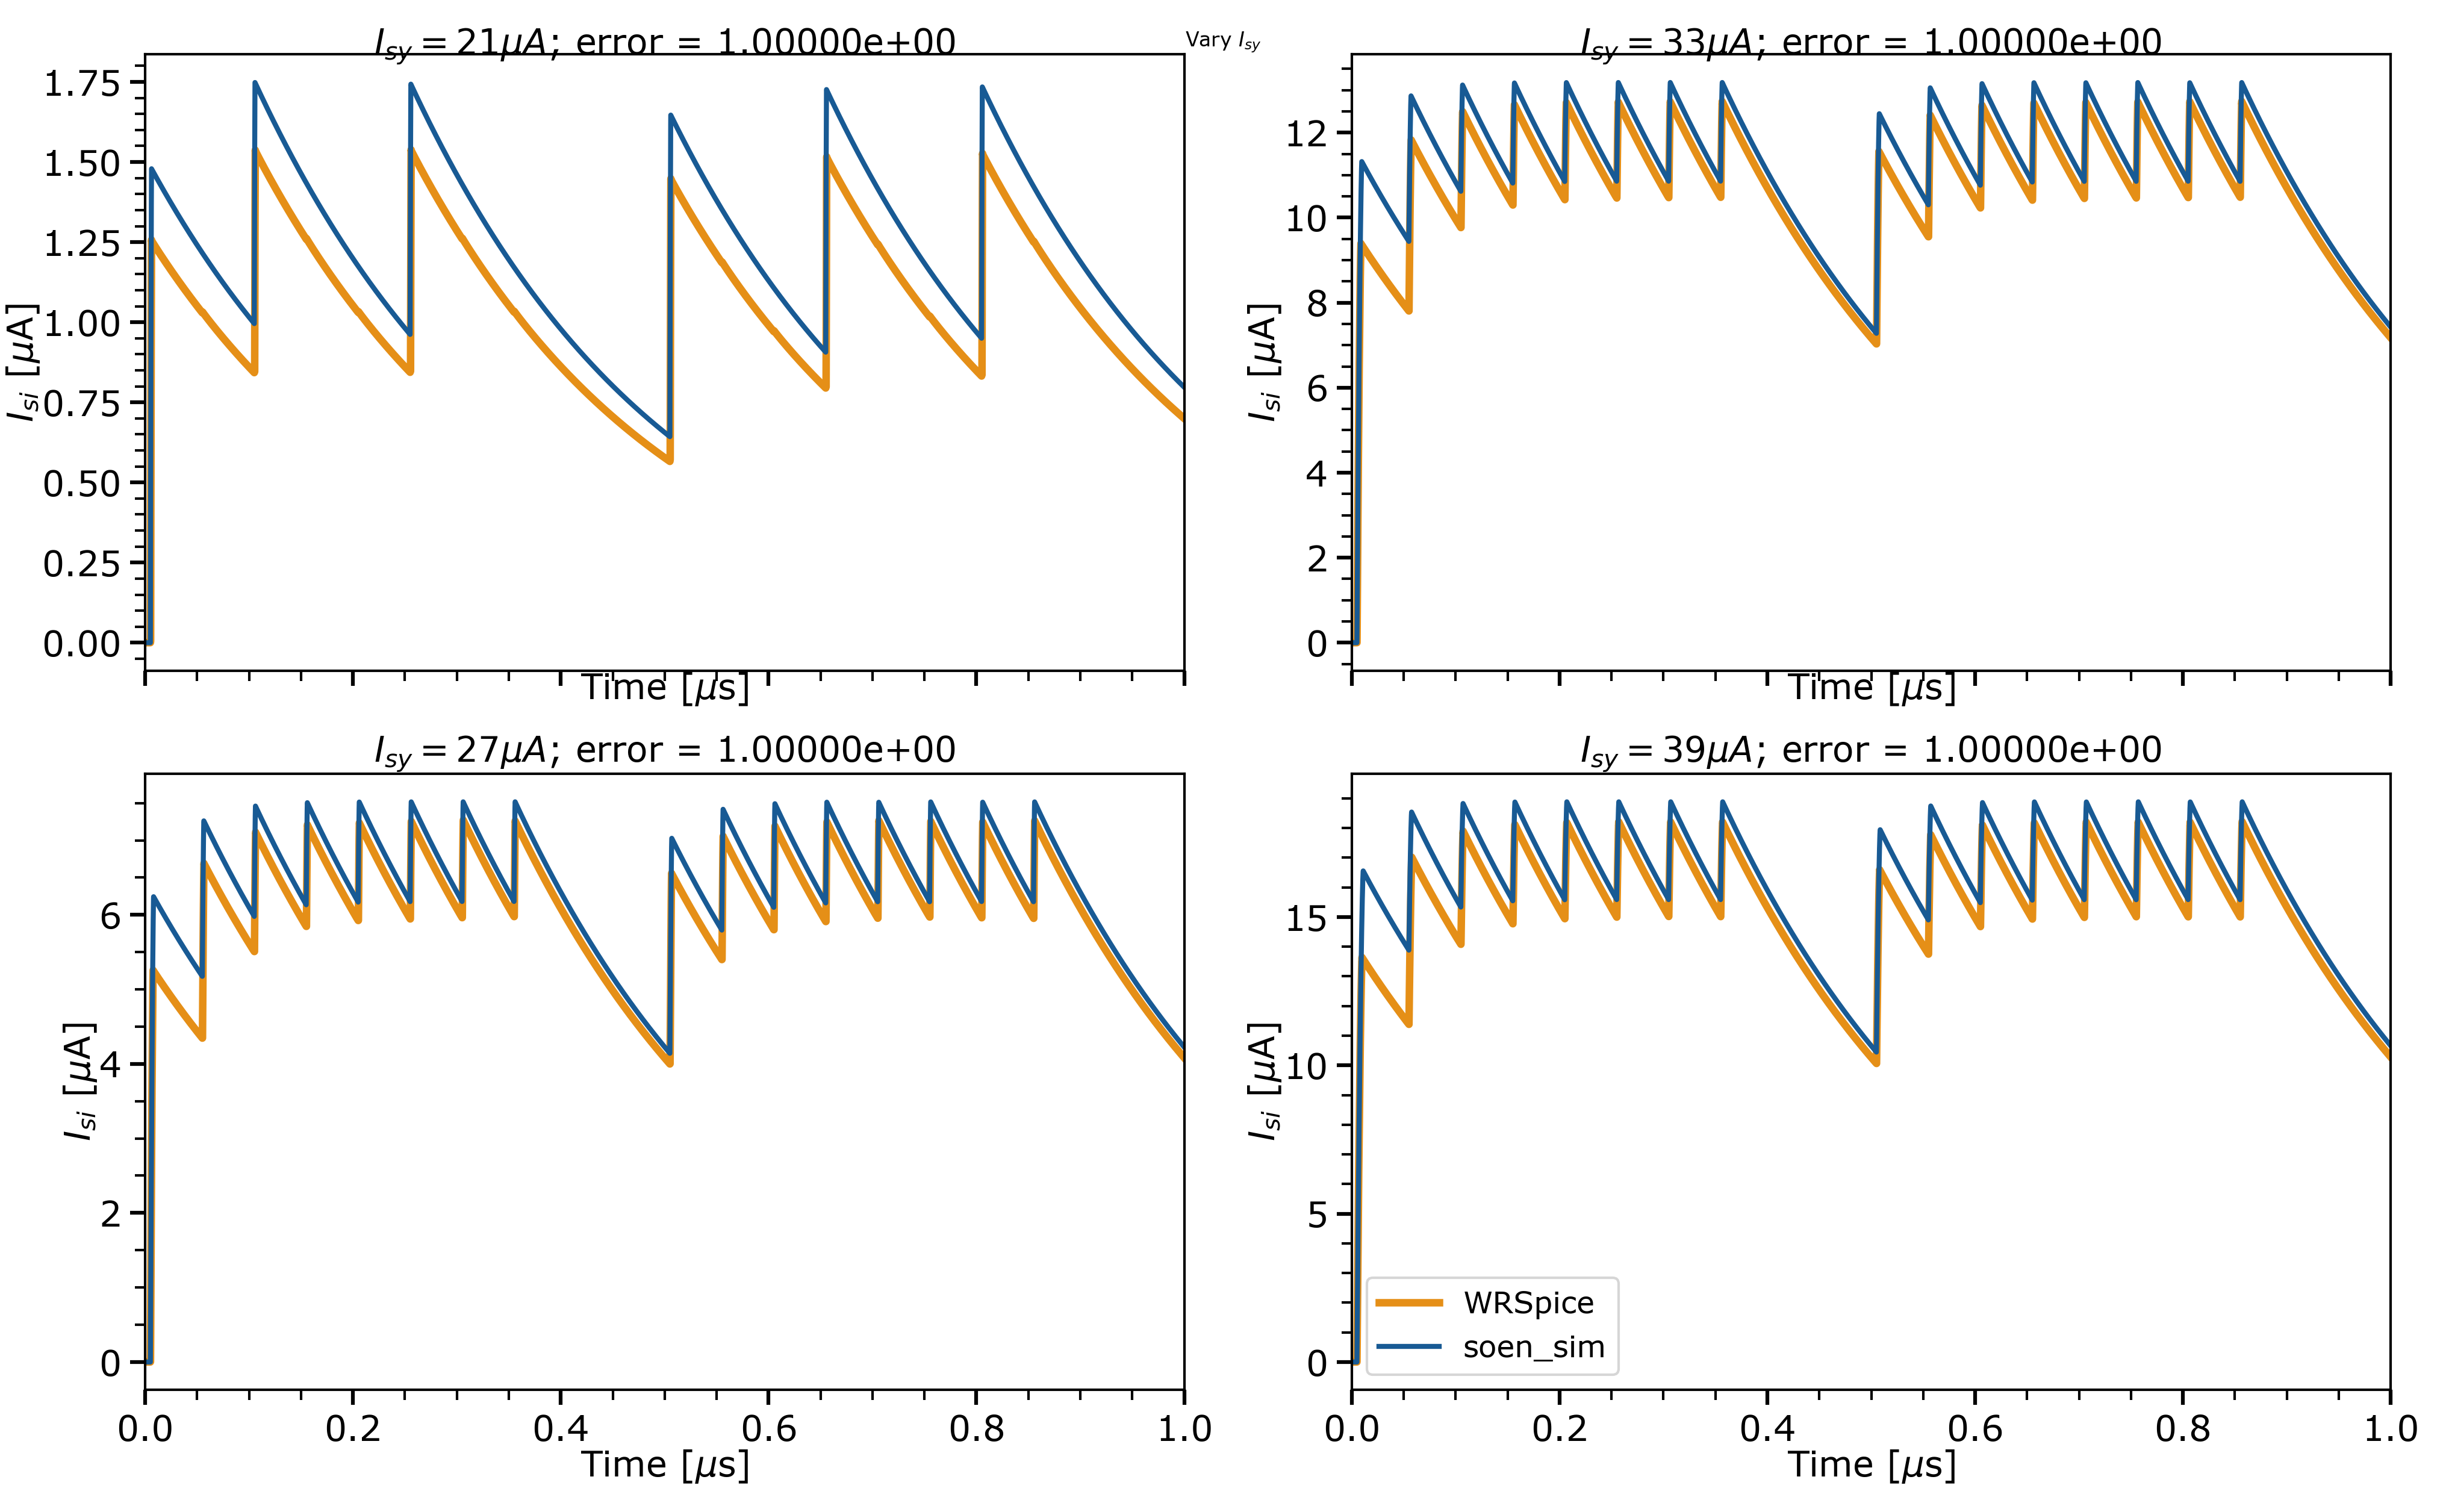 I_sy = 21μA; error = 1.00000e+00
Vary I_sy
I_sy = 33μA; error = 1.00000e+00
1.75
1.50
1.25
1.00
0.75
0.50
0.25
0.00
I_si [μA]
Time [μs]
12
10
8
6
4
2
0
I_si [μA]
Time [μs]
I_sy = 27μA; error = 1.00000e+00
6
4
2
0
I_si [μA]
0.0 0.2 0.4 0.6 0.8 1.0
Time [μs]
I_sy = 39μA; error = 1.00000e+00
15
10
5
0
I_si [μA]
WRSpice
soen_sim
0.0 0.2 0.4 0.6 0.8 1.0
Time [μs]